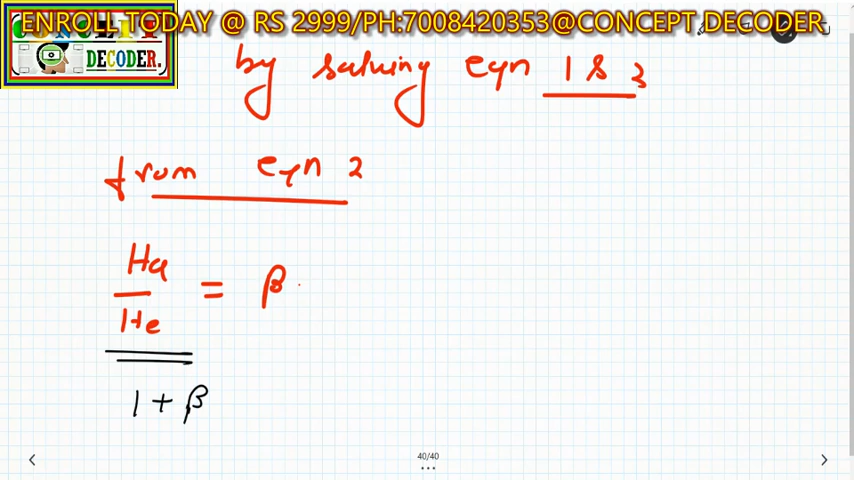 ENROLL TODAY @ RS 2999/PH:7008420353@CONCEPT DECODER
DECODER.
by solving eqn 1 & 3
from eqn 2
Ha
= β
He
1 + β
40/40